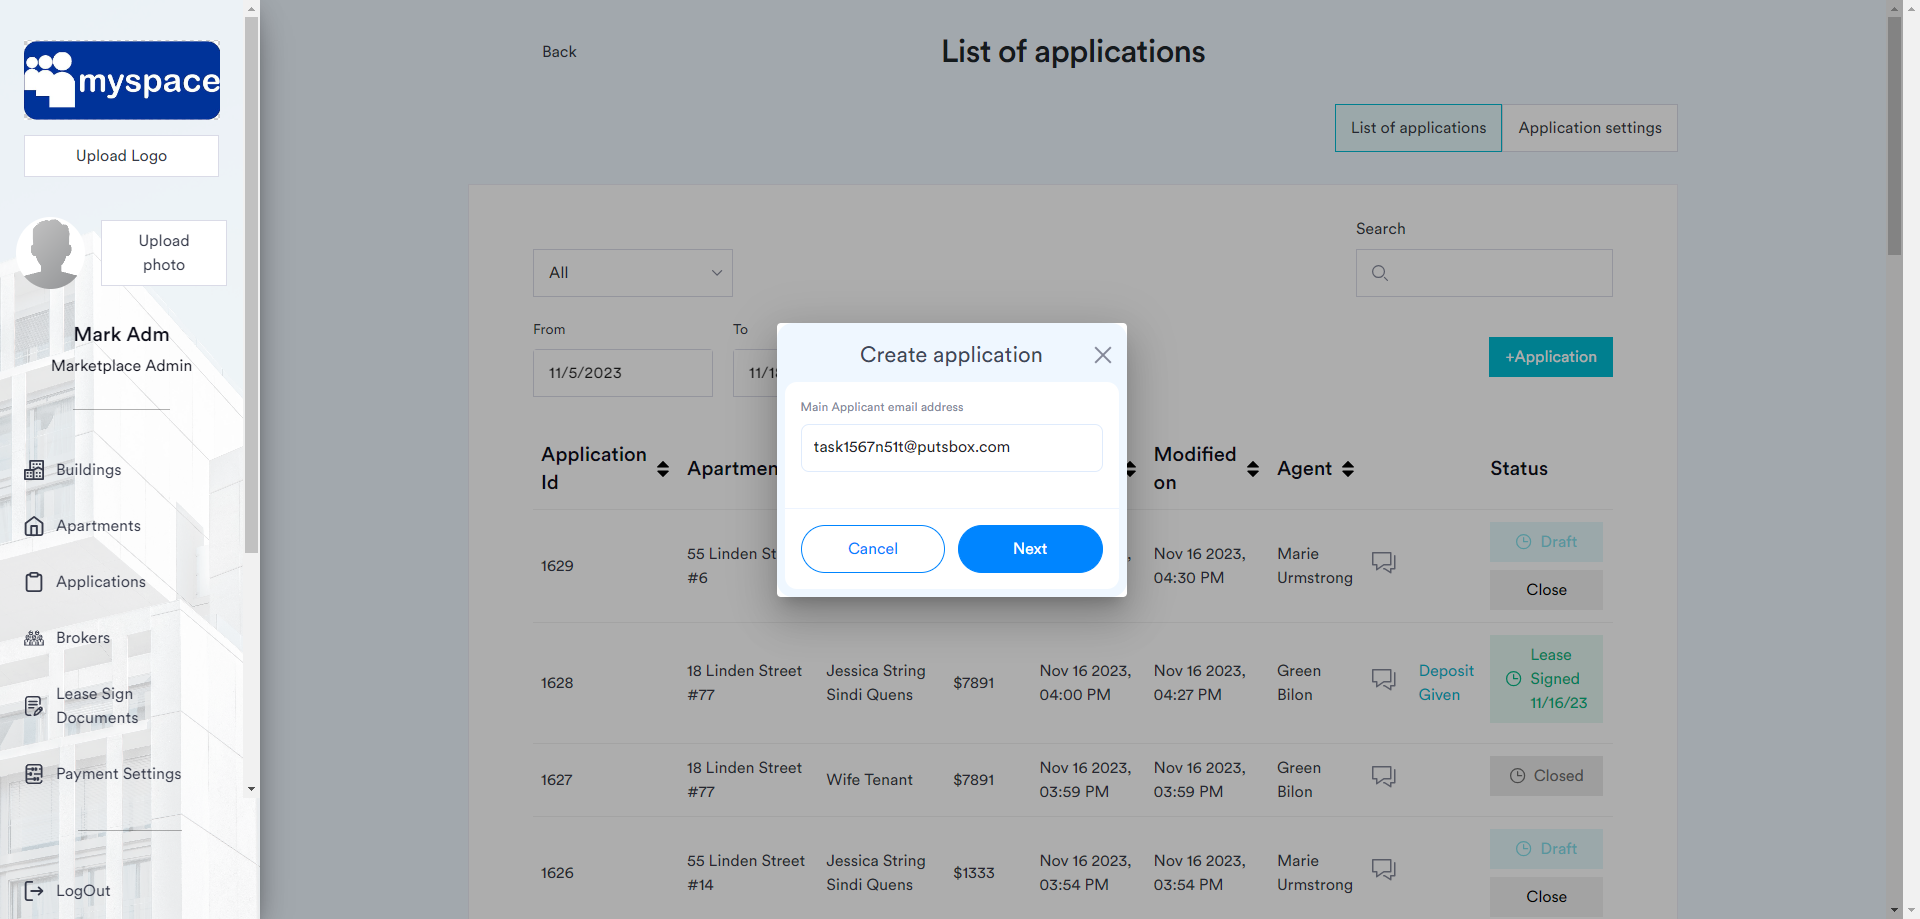 myspace
Upload Logo
Upload
photo
Mark Adm
Marketplace Admin
Buildings
Apartments
Applications
Brokers
Lease Sign
Documents
Payment Settings
LogOut
Back
List of applications
List of applications
Application settings
Search
All
From
To
11/5/2023
+Application
Create application
Main Applicant email address
task1567n51t@putsbox.com
Cancel
Next
Application
Id
Modified
on
Agent
Status
1629
55 Linden St
#6
Nov 16 2023,
04:30 PM
Marie
Urmstrong
Draft
Close
1628
18 Linden Street
#77
Jessica String
Sindi Quens
$7891
Nov 16 2023,
04:00 PM
Nov 16 2023,
04:27 PM
Green
Bilon
Deposit
Given
Lease
Signed
11/16/23
1627
18 Linden Street
#77
Wife Tenant
$7891
Nov 16 2023,
03:59 PM
Nov 16 2023,
03:59 PM
Green
Bilon
Closed
1626
55 Linden Street
#14
Jessica String
Sindi Quens
$1333
Nov 16 2023,
03:54 PM
Nov 16 2023,
03:54 PM
Marie
Urmstrong
Draft
Close